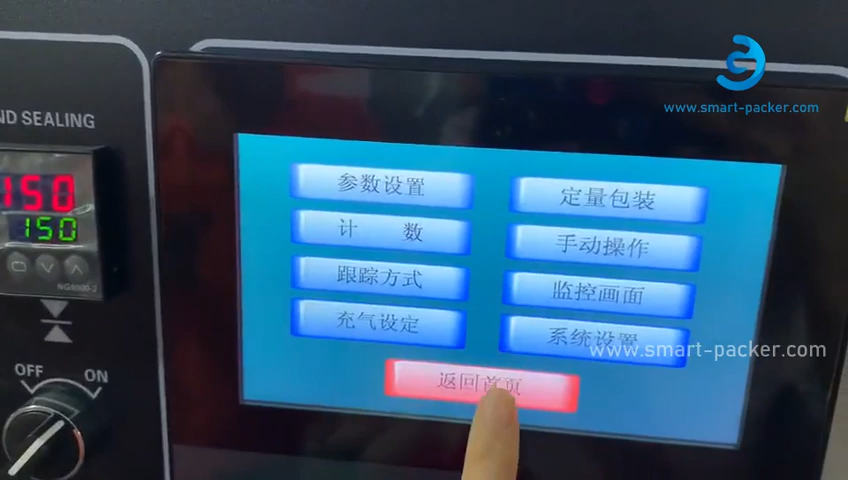 www.smart-packer.com
ND SEALING
150
150
NG6000-2
OFF
ON
参数设置
定量包装
计 数
手动操作
跟踪方式
监控画面
充气设定
系统设置
返回首页
www.smart-packer.com